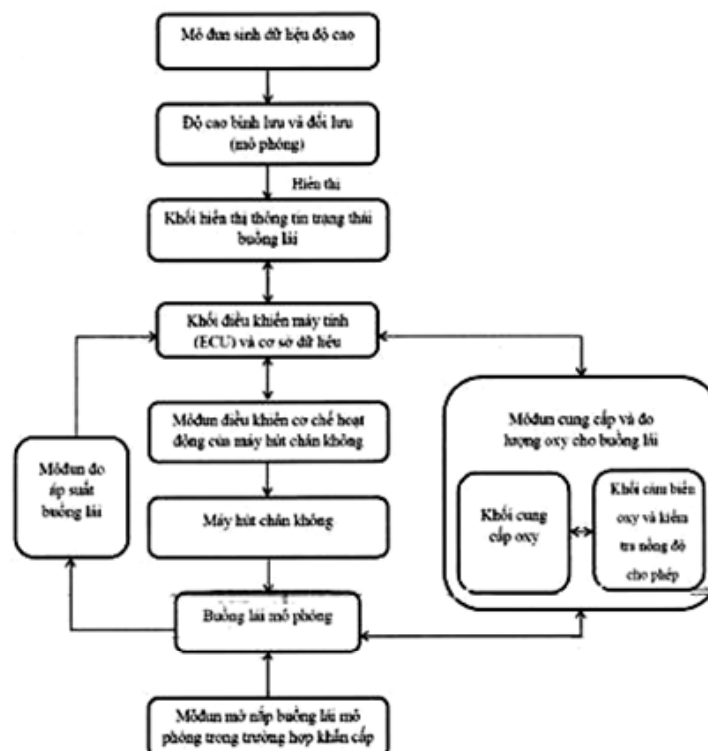 Mô đun sinh dữ hệu độ cao
Độ cao bình lưu và đối lưu
(mô phỏng)
Hiển thị
Khối hiển thị thông tin trạng thái
buồng lái
Khối điều khiển máy tính
(ECU) và cơ sở dữ hệu
Môđun điều khiển cơ chế hoạt
động của máy hút chân không
Môđun cung cấp và đo
lượng oxy cho buồng lái
Môđun đo
áp suất
buồng lái
Khối cung
cấp oxy
Khối cảm biến
oxy và kiểm
tra nồng độ
cho phép
Máy hút chân không
Buồng lái mô phỏng
Môđun mở nắp buồng lái mô
phỏng trong trường hợp khẩn cấp